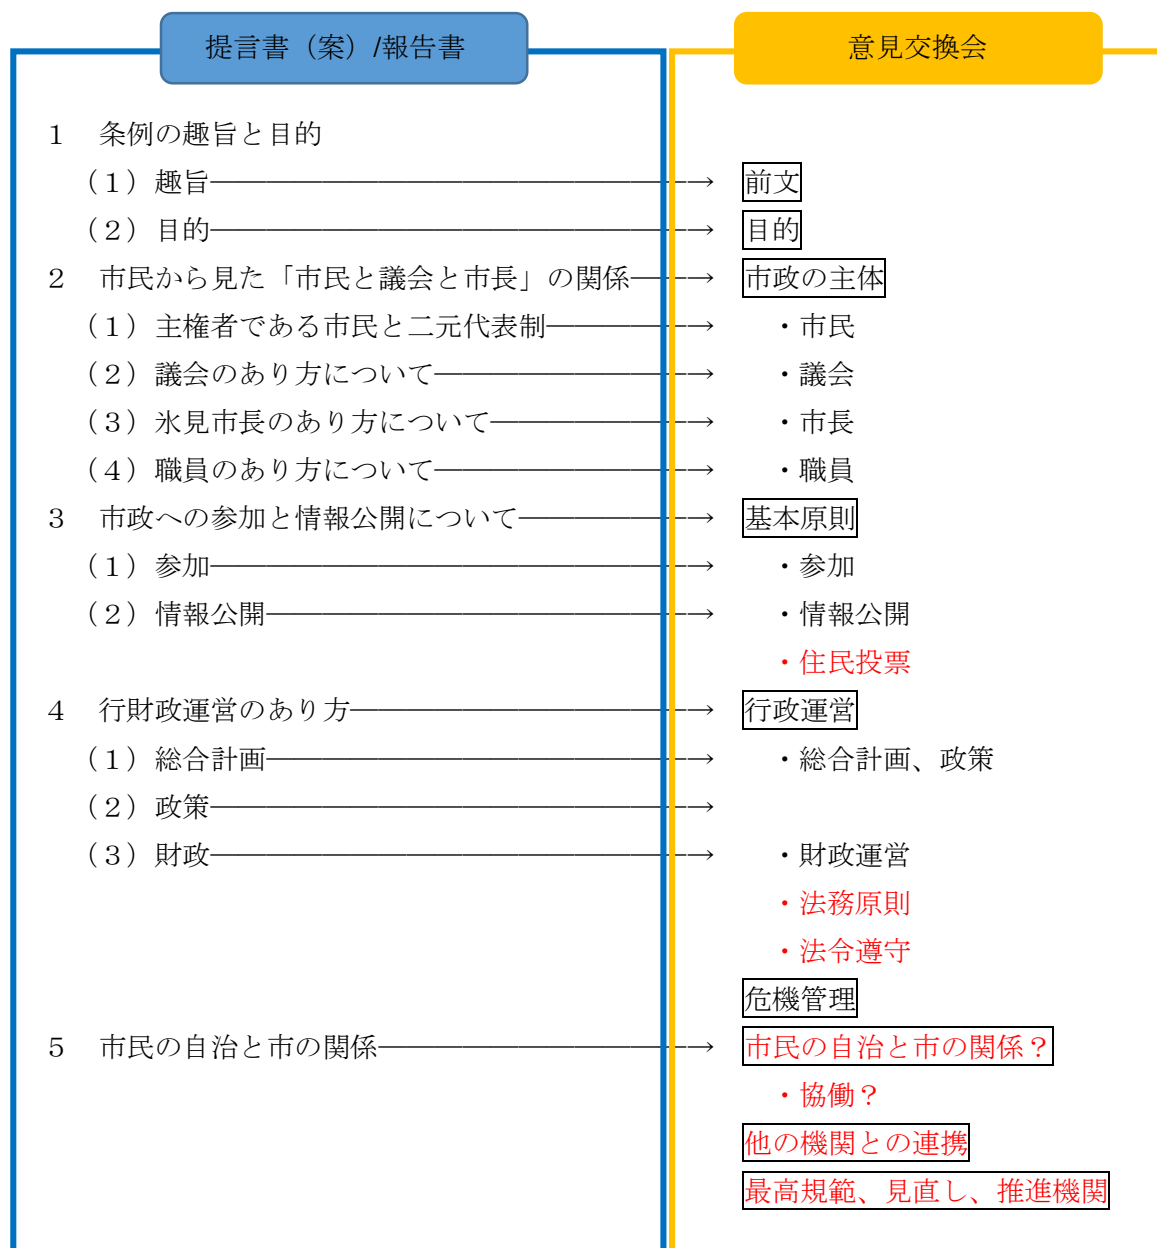 提言書（案）/報告書　意見交換会
１　条例の趣旨と目的
（１）趣旨――――――――→　前文
（２）目的――――――――→　目的
２　市民から見た「市民と議会と市長」の関係――→　市政の主体
（１）主権者である市民と二元代表制―――→　・市民
（２）議会のあり方について―――――→　・議会
（３）氷見市長のあり方について――――→　・市長
（４）職員のあり方について―――――→　・職員
３　市政への参加と情報公開について――――→　基本原則
（１）参加――――――――→　・参加
（２）情報公開――――――――→　・情報公開
・住民投票
４　行財政運営のあり方――――――→　行政運営
（１）総合計画――――――――→　・総合計画、政策
（２）政策――――――――→
（３）財政――――――――→　・財政運営
・法務原則
・法令遵守
危機管理
５　市民の自治と市の関係――――――→　市民の自治と市の関係？
・協働？
他の機関との連携
最高規範、見直し、推進機関